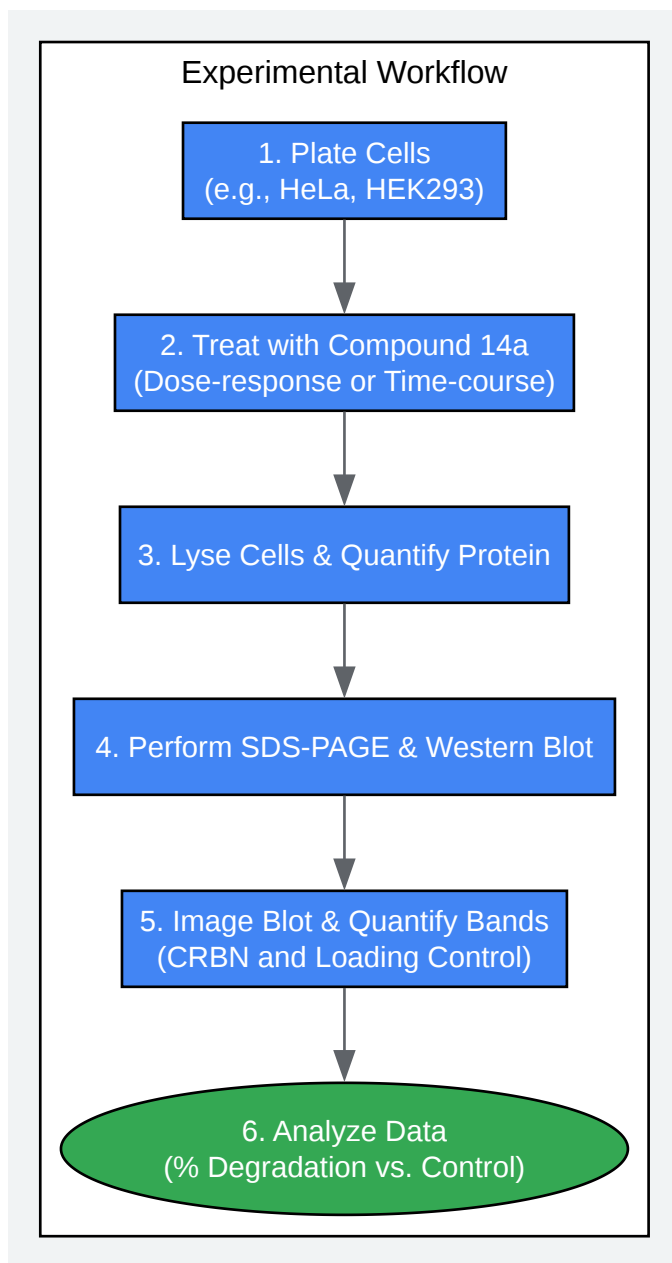 Experimental Workflow
1. Plate Cells
(e.g., HeLa, HEK293)
2. Treat with Compound 14a
(Dose-response or Time-course)
3. Lyse Cells & Quantify Protein
4. Perform SDS-PAGE & Western Blot
5. Image Blot & Quantify Bands
(CRBN and Loading Control)
6. Analyze Data
(% Degradation vs. Control)